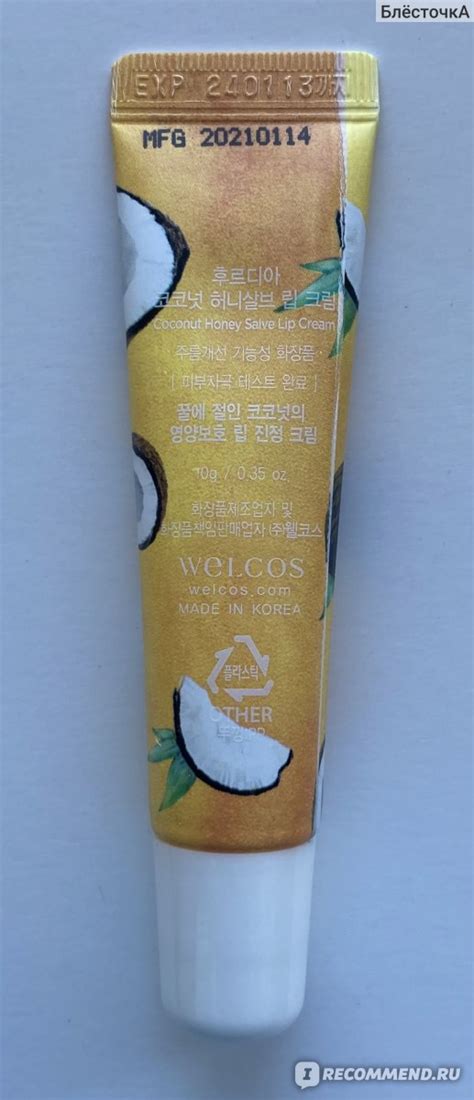 БлёсточкА
EXP 240113까지
MFG 20210114
후르디아
코코넛 허니살브 립 크림
Coconut Honey Salve Lip Cream
주름개선 기능성 화장품
[ 피부자극 테스트 완료 ]
꿀에 절인 코코넛의
영양보호 립 진정 크림
10g / 0.35 oz.
화장품제조업자 및
화장품책임판매업자 (주)웰코스
WELCOS
welcos.com
MADE IN KOREA
플라스틱
OTHER
뚜껑:PP
I RECOMMEND.RU